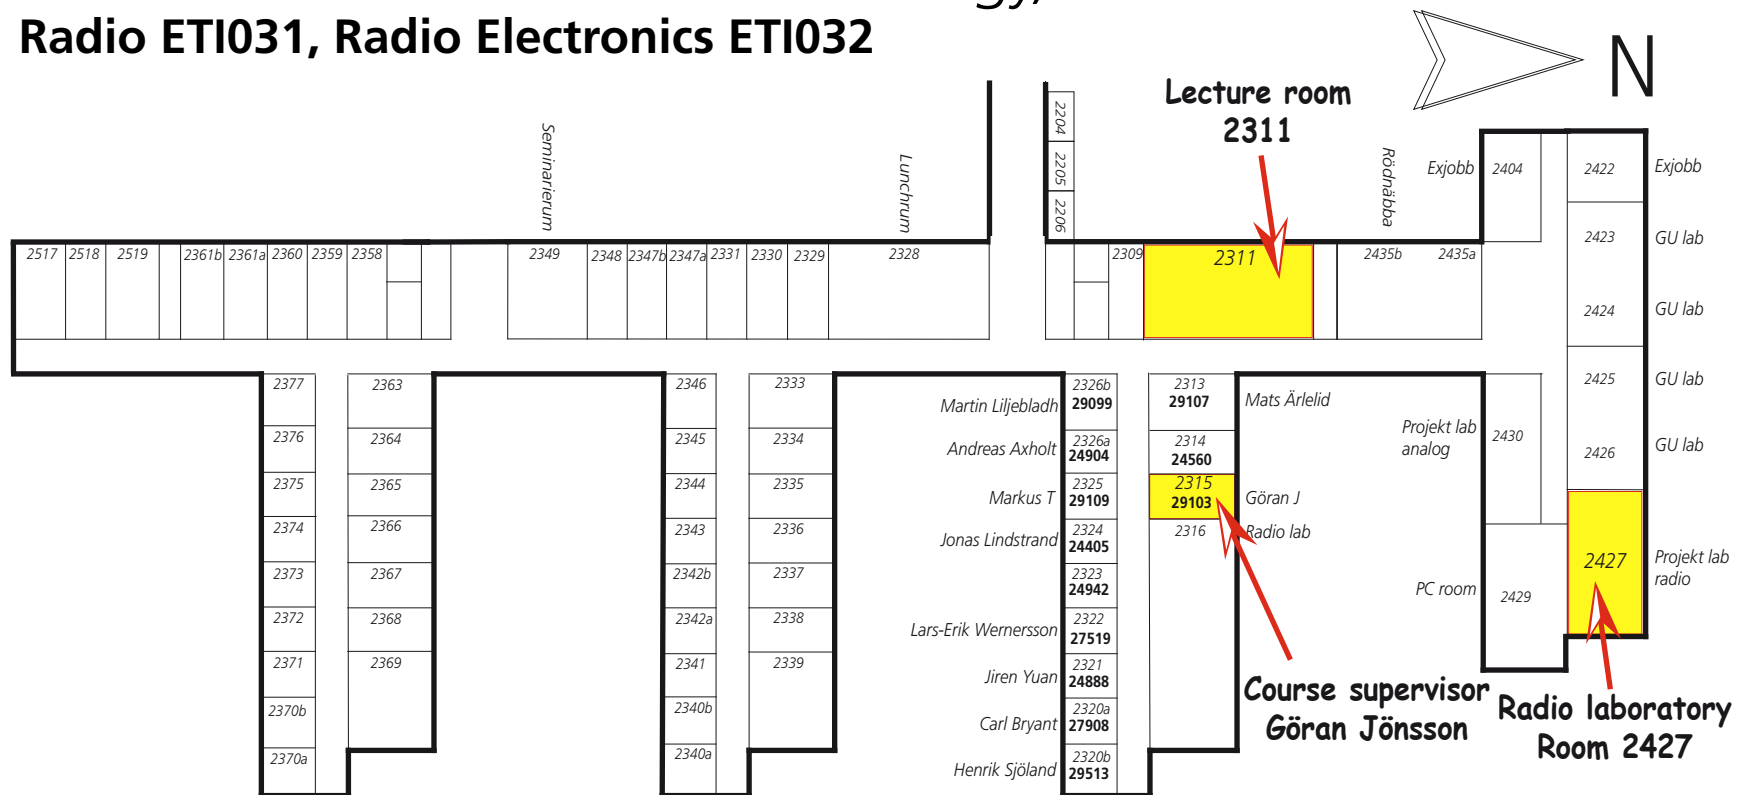 gy,
Radio ETI031, Radio Electronics ETI032
N
Lecture room
2311
Seminarierum
Lunchrum
2204
2205
2206
Rödnäbba
Exjobb
2404
2422
Exjobb
2423
GU lab
2424
GU lab
2425
GU lab
2426
GU lab
2427
Projekt lab
radio
2517
2518
2519
2361b
2361a
2360
2359
2358
2349
2348
2347b
2347a
2331
2330
2329
2328
2309
2311
2435b
2435a
2377
2376
2375
2374
2373
2372
2371
2370b
2370a
2363
2364
2365
2366
2367
2368
2369
2346
2345
2344
2343
2342b
2342a
2341
2340b
2340a
2333
2334
2335
2336
2337
2338
2339
Martin Liljebladh
2326b
29099
Andreas Axholt
2326a
24904
Markus T
2325
29109
Jonas Lindstrand
2324
24405
2323
24942
Lars-Erik Wernersson
2322
27519
Jiren Yuan
2321
24888
Carl Bryant
2320a
27908
Henrik Sjöland
2320b
29513
2313
29107
Mats Ärlelid
2314
24560
2315
29103
Göran J
2316
Radio lab
Projekt lab
analog
2430
PC room
2429
Course supervisor
Göran Jönsson
Radio laboratory
Room 2427